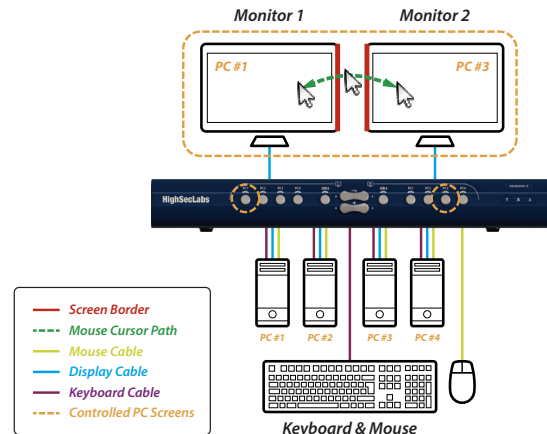 Monitor 1
Monitor 2
PC #1
PC #3
HighSecLabs
PC #1
PC #2
PC #3
PC #4
Screen Border
Mouse Cursor Path
Mouse Cable
Display Cable
Keyboard Cable
Controlled PC Screens
Keyboard & Mouse